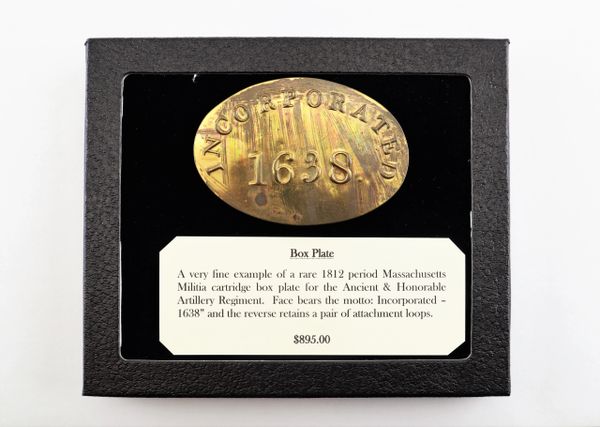 INCORPORATED
1638.
Box Plate
A very fine example of a rare 1812 period Massachusetts
Militia cartridge box plate for the Ancient & Honorable
Artillery Regiment. Face bears the motto: Incorporated –
1638” and the reverse retains a pair of attachment loops.
$895.00